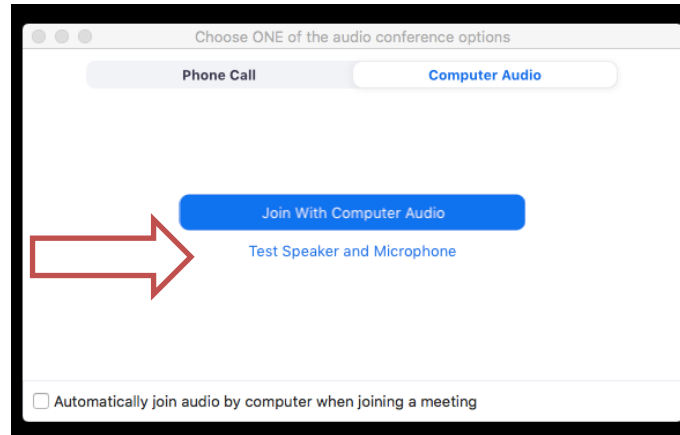 Choose ONE of the audio conference options
Phone Call
Computer Audio
Join With Computer Audio
Test Speaker and Microphone
Automatically join audio by computer when joining a meeting